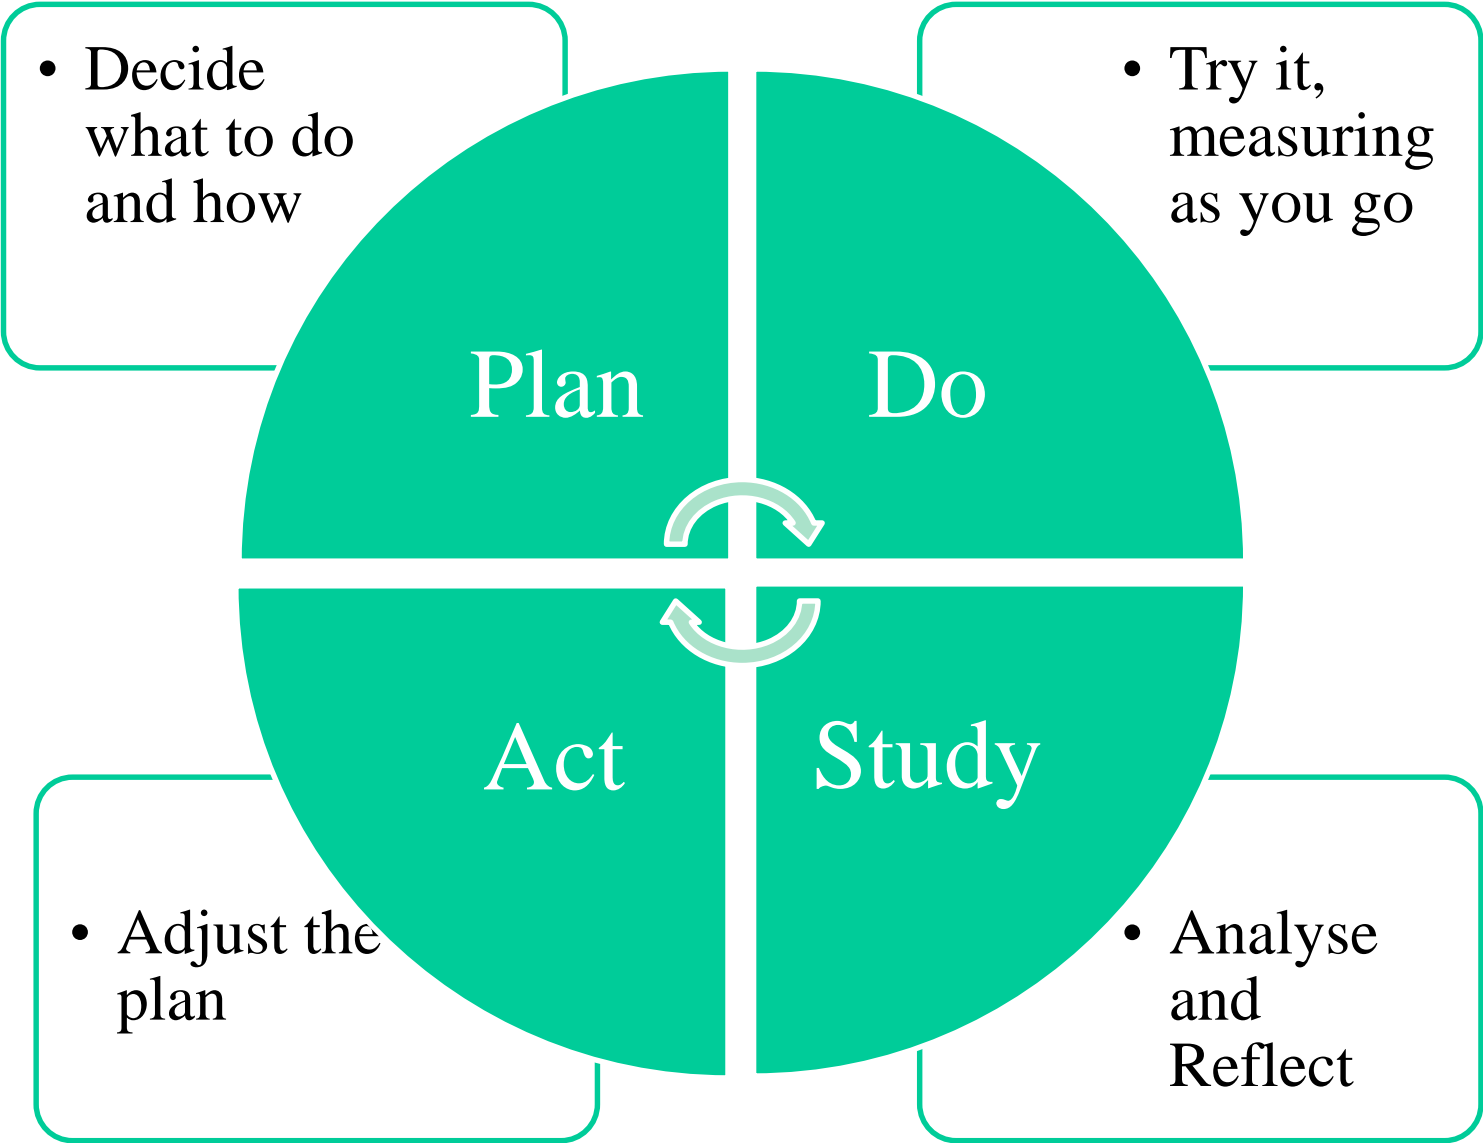 • Decide
what to do
and how
• Try it,
measuring
as you go
Plan
Do
Act
Study
• Adjust the
plan
• Analyse
and
Reflect